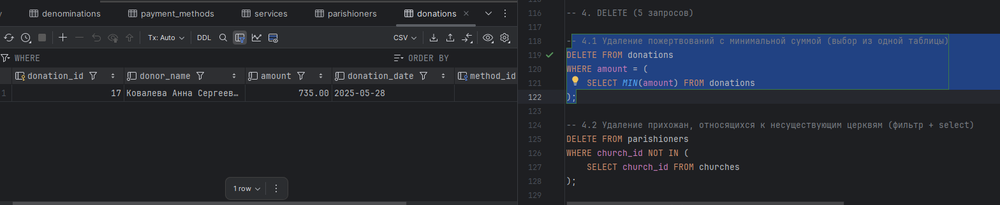 denominations payment_methods services parishioners donations
Tx: Auto DDL CSV
WHERE ORDER BY
donation_id donor_name amount donation_date method_id
1 17 Ковалева Анна Сергеев… 735.00 2025-05-28
1 row
116 -- 4. DELETE (5 запросов)
117
118 -- 4.1 Удаление пожертвований с минимальной суммой (выбор из одной таблицы)
119 DELETE FROM donations
120 WHERE amount = (
121 SELECT MIN(amount) FROM donations
122 );
123
124 -- 4.2 Удаление прихожан, относящихся к несуществующим церквям (фильтр + select)
125 DELETE FROM parishioners
126 WHERE church_id NOT IN (
127 SELECT church_id FROM churches
128 );
129